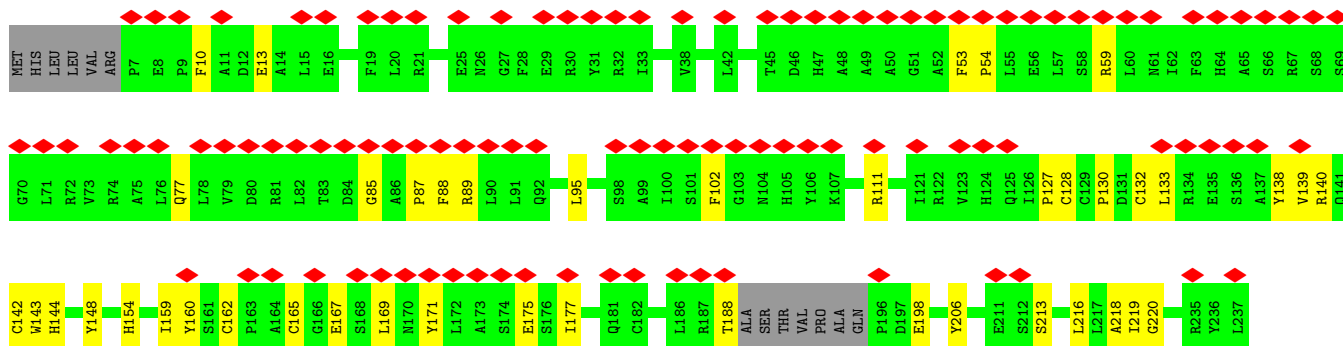 MET HIS LEU LEU VAL ARG P7 E8 P9 F10 A11 D12 E13 A14 L15 E16 F19 L20 R21 E25 N26 G27 F28 E29 R30 Y31 R32 I33 V38 L42 T45 D46 H47 A48 A49 A50 G51 A52 F53 P54 L55 E56 L57 S58 R59 L60 N61 I62 F63 H64 A65 S66 R67 S68 S69
G70 L71 R72 V73 R74 A75 L76 Q77 L78 V79 D80 R81 L82 T83 D84 G85 A86 P87 F88 R89 L90 L91 Q92 L95 S98 A99 I100 S101 F102 G103 N104 H105 Y106 K107 R111 I121 R122 V123 H124 Q125 I126 P127 C128 C129 P130 D131 C132 L133 R134 E135 S136 A137 Y138 V139 R140 Q141
C142 W143 H144 Y148 H154 I159 Y160 S161 C162 P163 A164 C165 G166 E167 S168 L169 N170 Y171 L172 A173 S174 E175 S176 I177 Q181 C182 L186 R187 T188 ALA SER THR VAL PRO ALA GLN P196 D197 E198 Y206 E211 S212 S213 L216 L217 A218 I219 G220 R235 Y236 L237